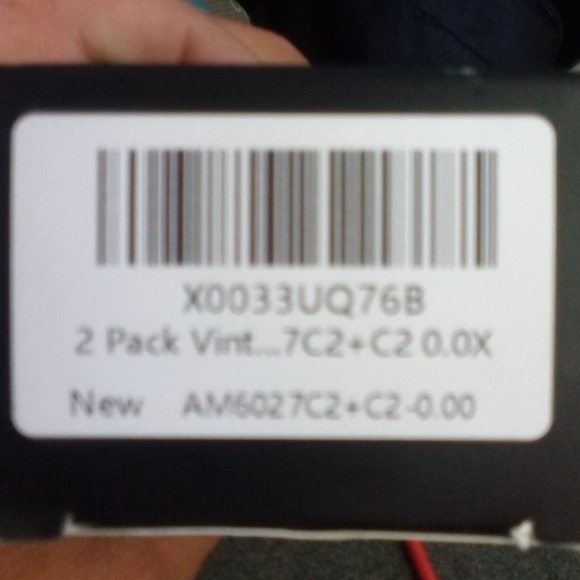 X0033UQ76B
2 Pack Vint...7C2+C2 0.0X
New AM6027C2+C2-0.00